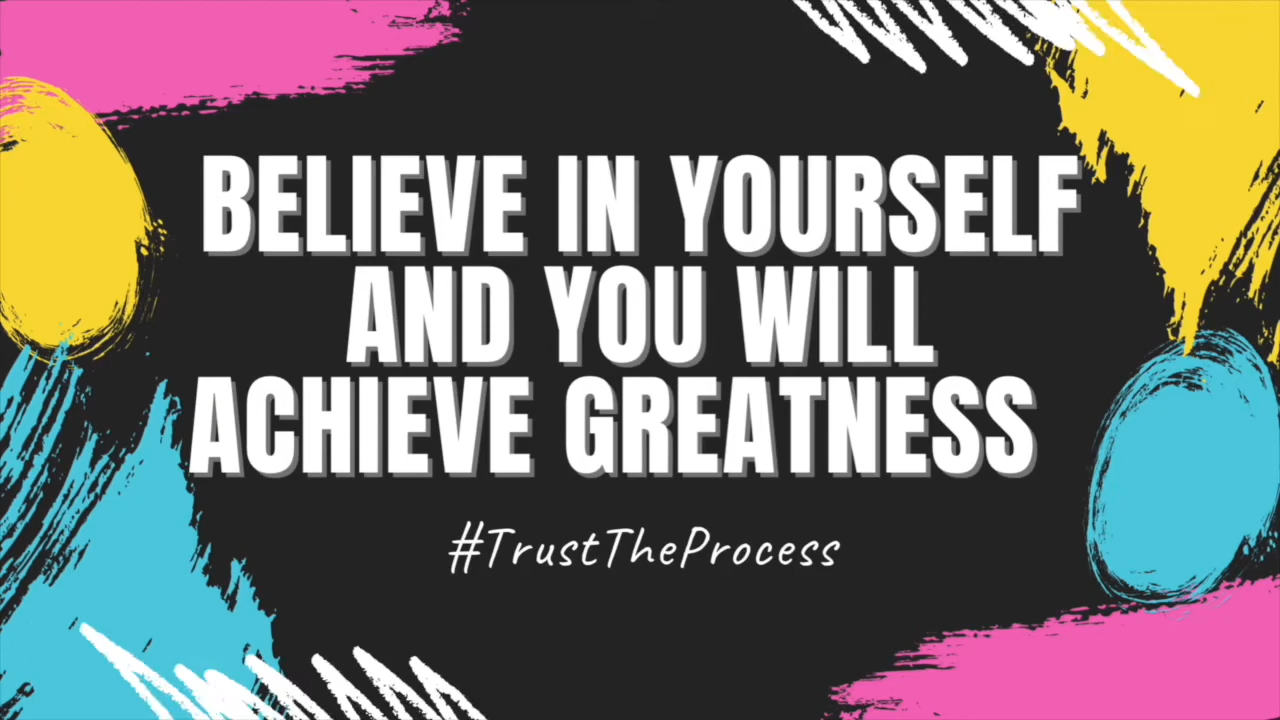 BELIEVE IN YOURSELF
AND YOU WILL
ACHIEVE GREATNESS
#TrustTheProcess